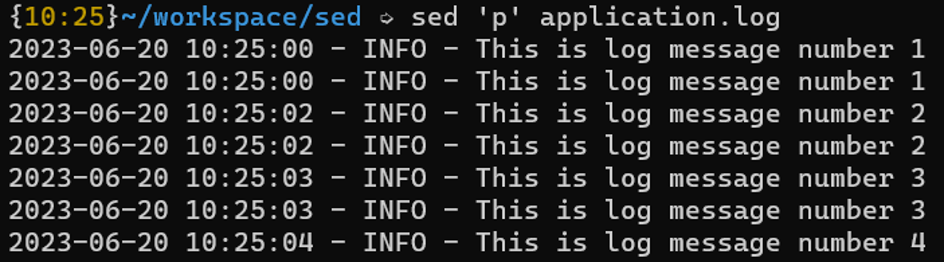 {10:25}~/workspace/sed ➭ sed 'p' application.log
2023-06-20 10:25:00 - INFO - This is log message number 1
2023-06-20 10:25:00 - INFO - This is log message number 1
2023-06-20 10:25:02 - INFO - This is log message number 2
2023-06-20 10:25:02 - INFO - This is log message number 2
2023-06-20 10:25:03 - INFO - This is log message number 3
2023-06-20 10:25:03 - INFO - This is log message number 3
2023-06-20 10:25:04 - INFO - This is log message number 4